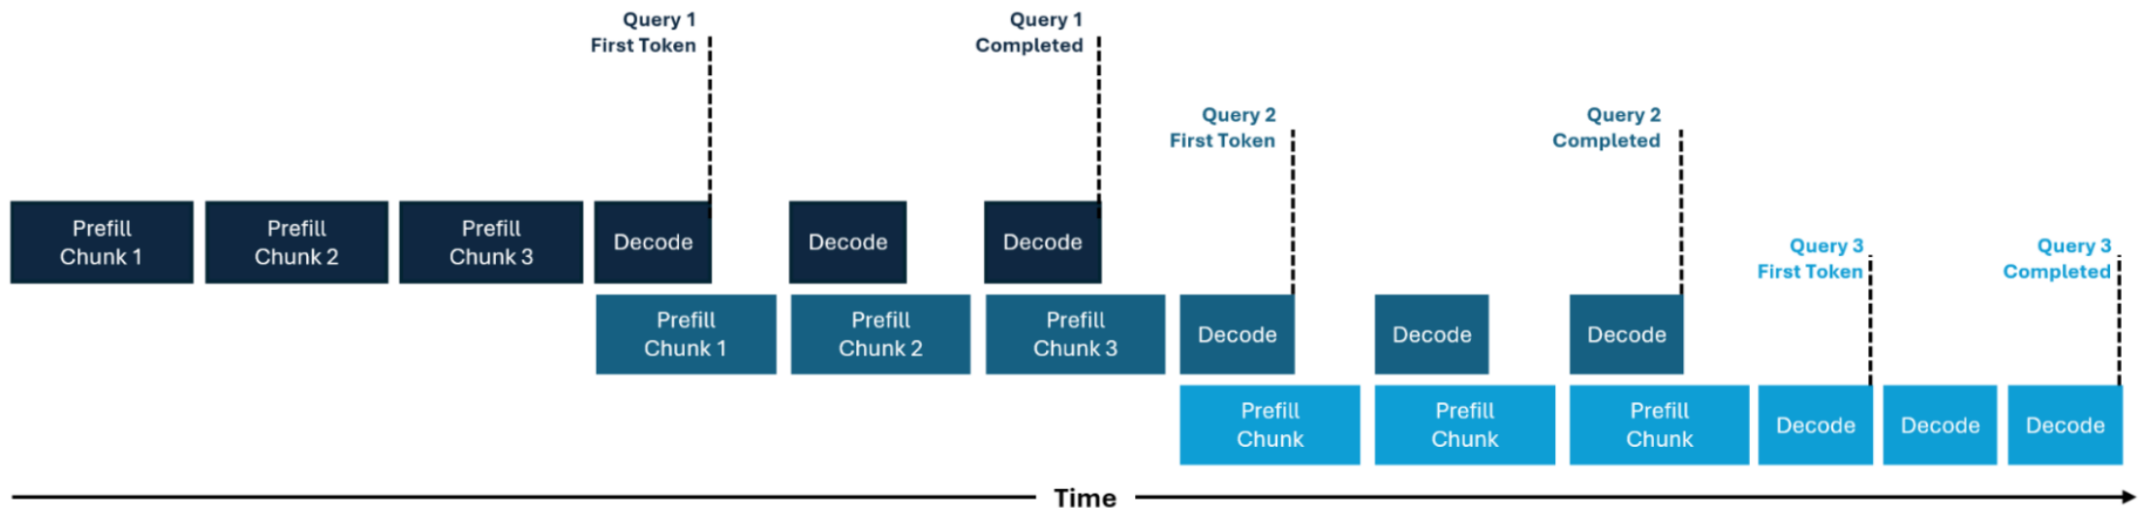 Query 1
First Token
Query 1
Completed
Query 2
First Token
Query 2
Completed
Query 3
First Token
Query 3
Completed
Prefill
Chunk 1
Prefill
Chunk 2
Prefill
Chunk 3
Decode
Decode
Decode
Prefill
Chunk 1
Prefill
Chunk 2
Prefill
Chunk 3
Decode
Decode
Decode
Prefill
Chunk
Prefill
Chunk
Prefill
Chunk
Decode
Decode
Decode
Time